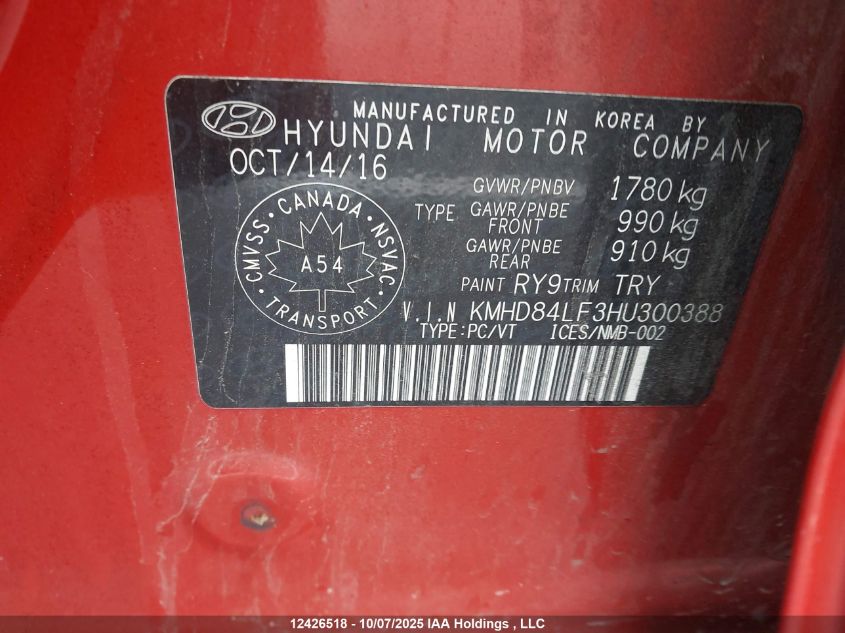 MANUFACTURED IN KOREA BY
HYUNDAI MOTOR COMPANY
OCT/14/16
GVWR/PNBV 1780 kg
TYPE GAWR/PNBE FRONT 990 kg
GAWR/PNBE REAR 910 kg
CMVSS · CANADA · NSVAC
A54
TRANSPORT
PAINT RY9 TRIM TRY
V.I.N KMHD84LF3HU300388
TYPE:PC/VT ICES/NMB-002
12426518 - 10/07/2025 IAA Holdings , LLC